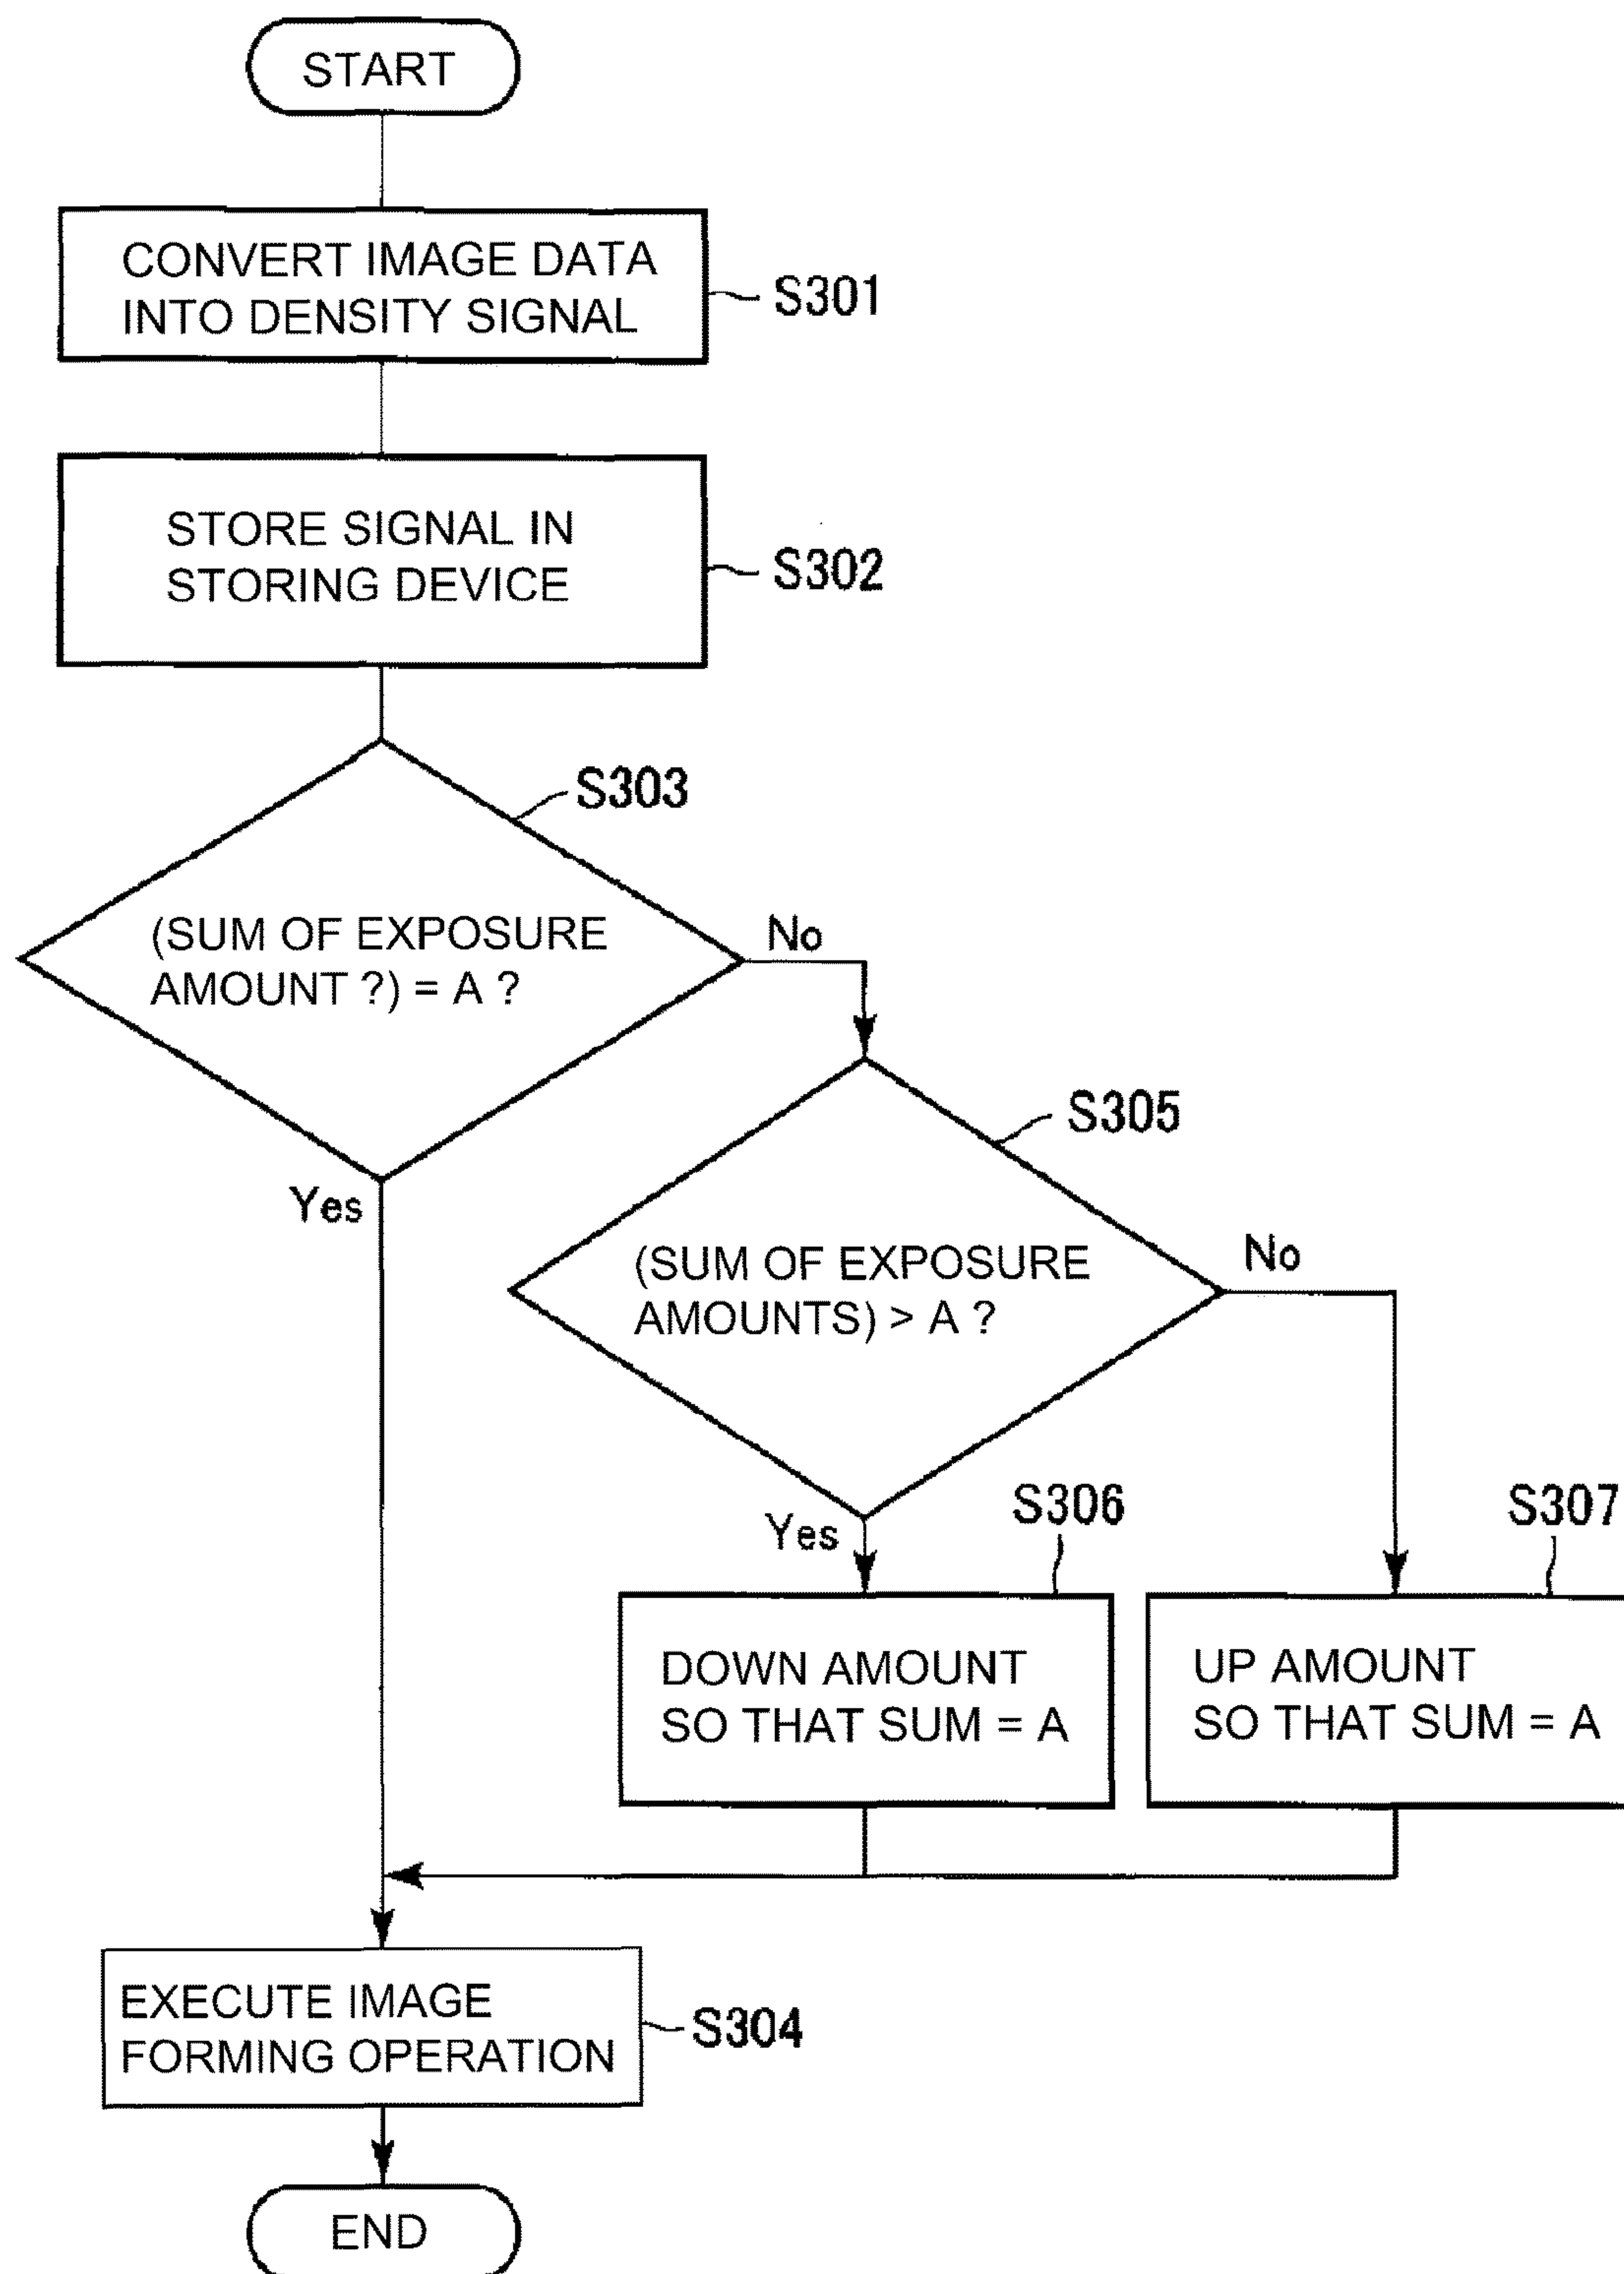 START
CONVERT IMAGE DATA
INTO DENSITY SIGNAL
S301
STORE SIGNAL IN
STORING DEVICE
S302
S303
(SUM OF EXPOSURE
AMOUNT ?) = A ?
No
Yes
S305
(SUM OF EXPOSURE
AMOUNTS) > A ?
No
Yes
S306
S307
DOWN AMOUNT
SO THAT SUM = A
UP AMOUNT
SO THAT SUM = A
EXECUTE IMAGE
FORMING OPERATION
S304
END